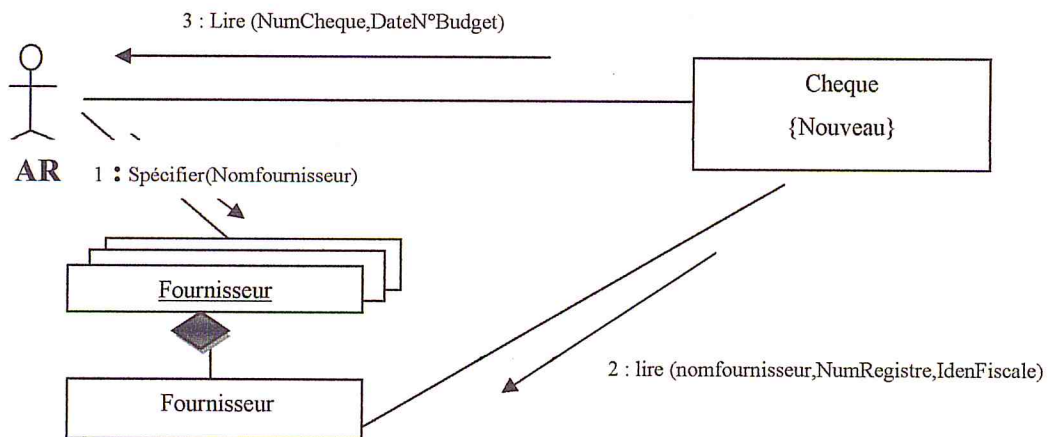 3 : Lire (NumCheque,DateN°Budget)
Cheque
{Nouveau}
AR
1 : Spécifier(Nomfournisseur)
Fournisseur
2 : lire (nomfournisseur,NumRegistre,IdenFiscale)
Fournisseur